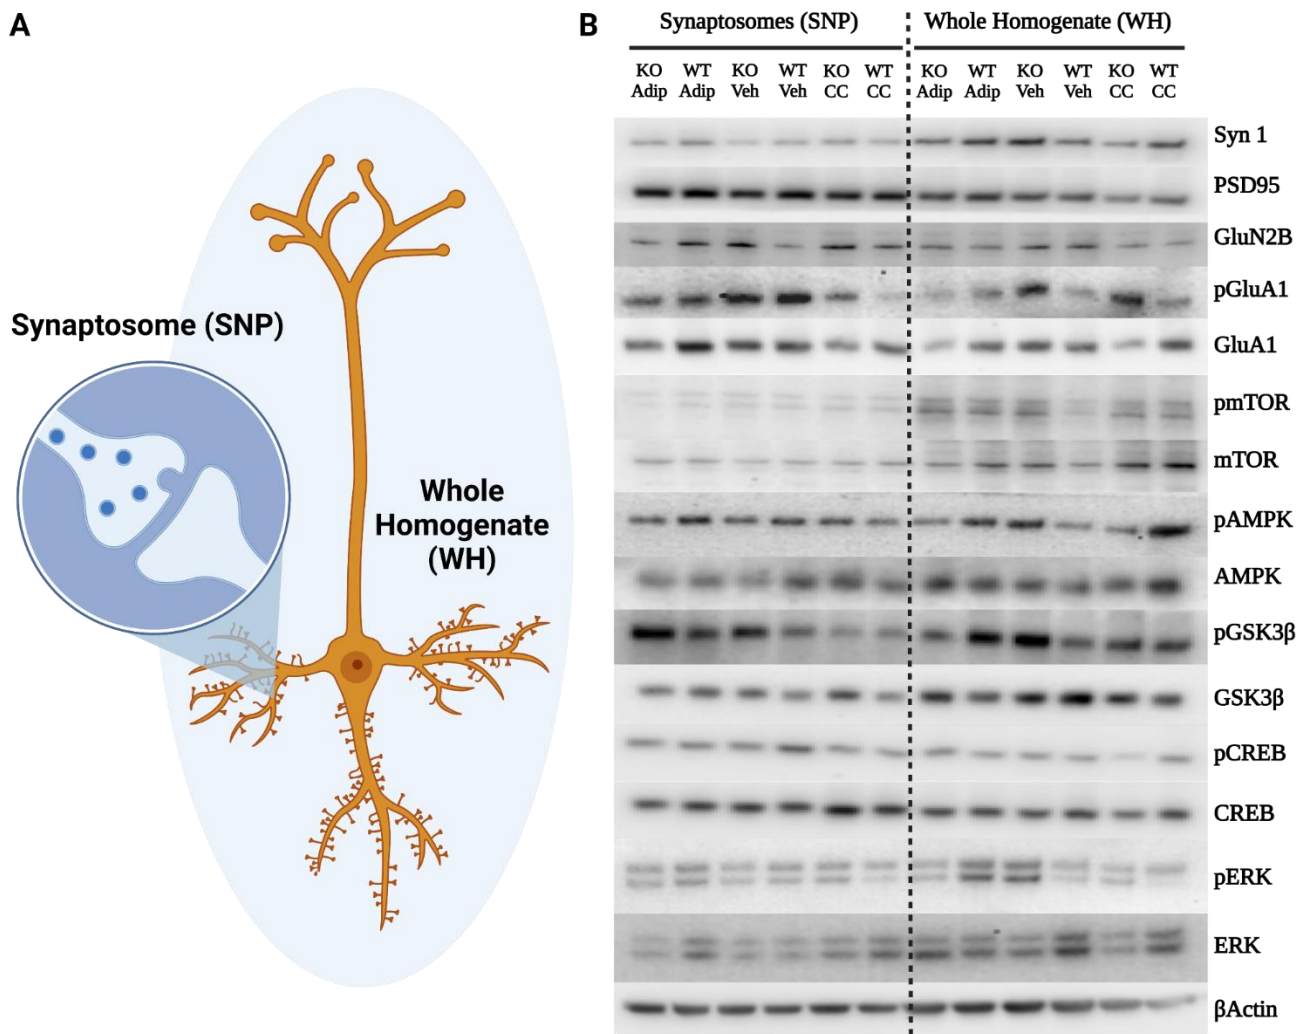 A
Synaptosome (SNP)
Whole
Homogenate
(WH)
B
Synaptosomes (SNP) Whole Homogenate (WH)
KO WT KO WT KO WT KO WT KO WT KO WT
Adip Adip Veh Veh CC CC Adip Adip Veh Veh CC CC
Syn 1
PSD95
GluN2B
pGluA1
GluA1
pmTOR
mTOR
pAMPK
AMPK
pGSK3β
GSK3β
pCREB
CREB
pERK
ERK
βActin